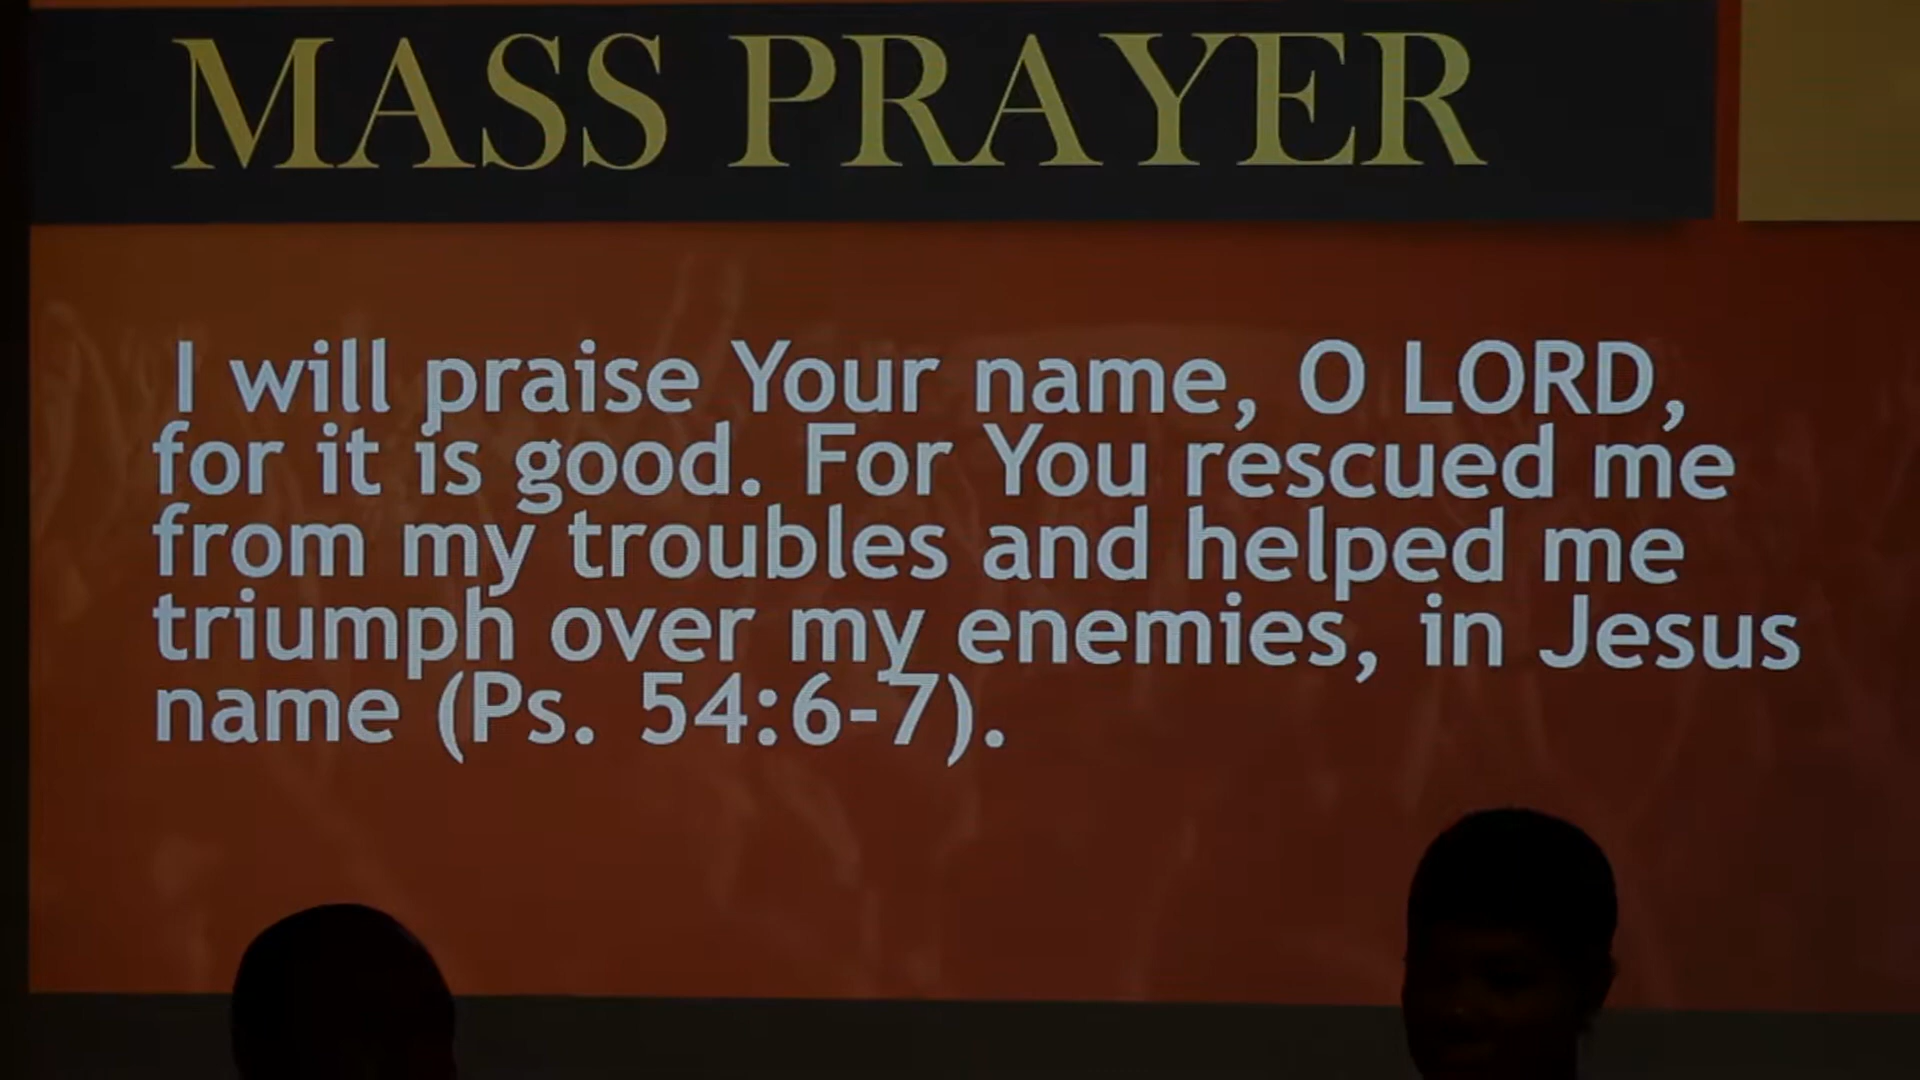 MASS PRAYER
I will praise Your name, O LORD,
for it is good. For You rescued me
from my troubles and helped me
triumph over my enemies, in Jesus
name (Ps. 54:6-7).